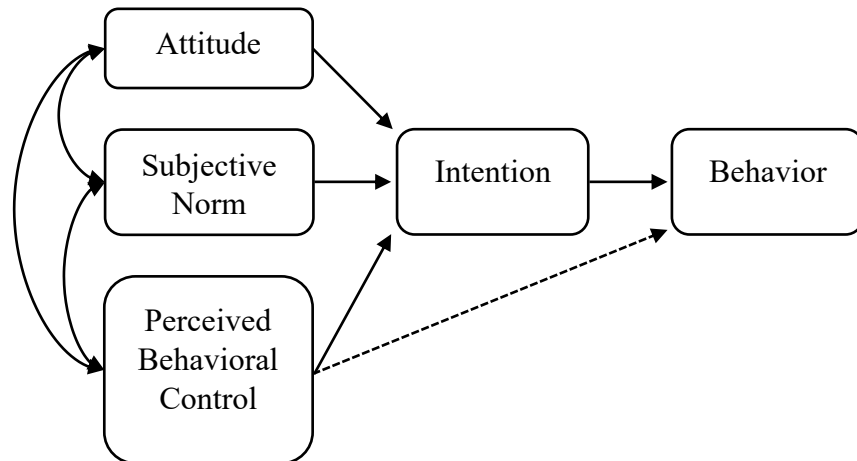 Attitude
Subjective
Norm
Perceived
Behavioral
Control
Intention
Behavior